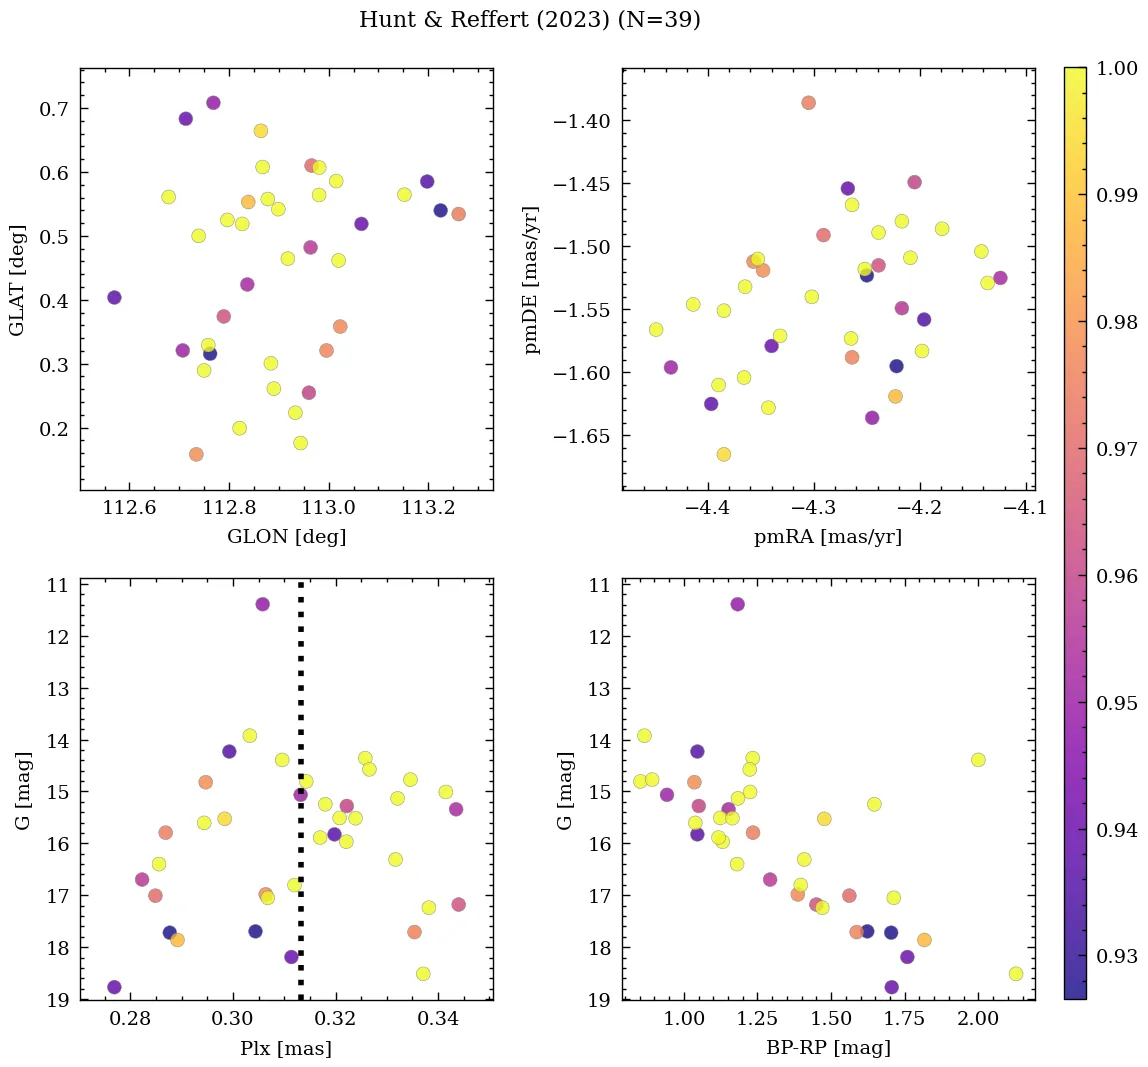 Hunt & Reffert (2023) (N=39)
GLAT [deg]
0.7
0.6
0.5
0.4
0.3
0.2
112.6 112.8 113.0 113.2
GLON [deg]
pmDE [mas/yr]
−1.40
−1.45
−1.50
−1.55
−1.60
−1.65
−4.4 −4.3 −4.2 −4.1
pmRA [mas/yr]
G [mag]
11
12
13
14
15
16
17
18
19
0.28 0.30 0.32 0.34
Plx [mas]
G [mag]
11
12
13
14
15
16
17
18
19
1.00 1.25 1.50 1.75 2.00
BP-RP [mag]
1.00
0.99
0.98
0.97
0.96
0.95
0.94
0.93